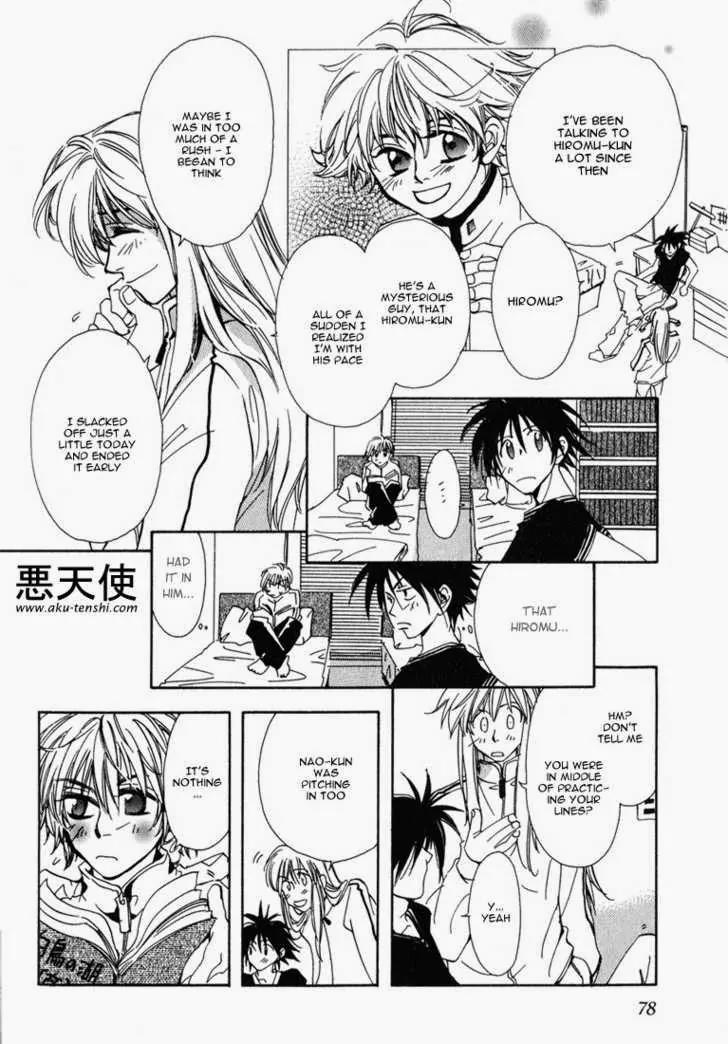 I'VE BEEN
TALKING TO
HIROMU-KUN
A LOT SINCE
THEN
HIROMU?
HE'S A
MYSTERIOUS
GUY, THAT
HIROMU-KUN
ALL OF A
SUDDEN I
REALIZED
I'M WITH
HIS PACE
MAYBE I
WAS IN TOO
MUCH OF A
RUSH - I
BEGAN TO
THINK
I SLACKED
OFF JUST A
LITTLE TODAY
AND ENDED
IT EARLY
...
悪天使
www.aku-tenshi.com
THAT
HIROMU...
HAD
IT IN
HIM...
HM?
DON'T
TELL ME
YOU WERE
IN MIDDLE
OF PRACTIC-
ING YOUR
LINES?
Y...
YEAH
NAO-KUN
WAS
PITCHING
IN TOO
IT'S
NOTHING
...
鳥の湖
78